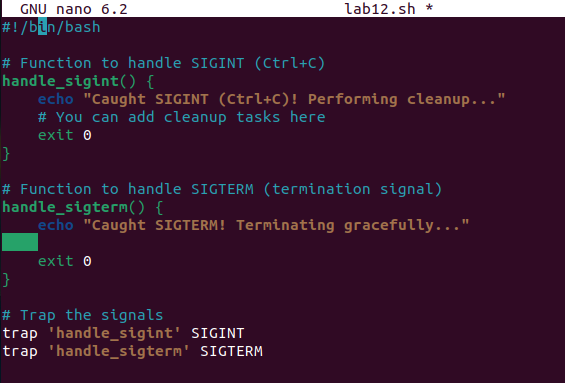 GNU nano 6.2 lab12.sh *
#!/bin/bash
# Function to handle SIGINT (Ctrl+C)
handle_sigint() {
    echo "Caught SIGINT (Ctrl+C)! Performing cleanup..."
    # You can add cleanup tasks here
    exit 0
}
# Function to handle SIGTERM (termination signal)
handle_sigterm() {
    echo "Caught SIGTERM! Terminating gracefully..."
    exit 0
}
# Trap the signals
trap 'handle_sigint' SIGINT
trap 'handle_sigterm' SIGTERM